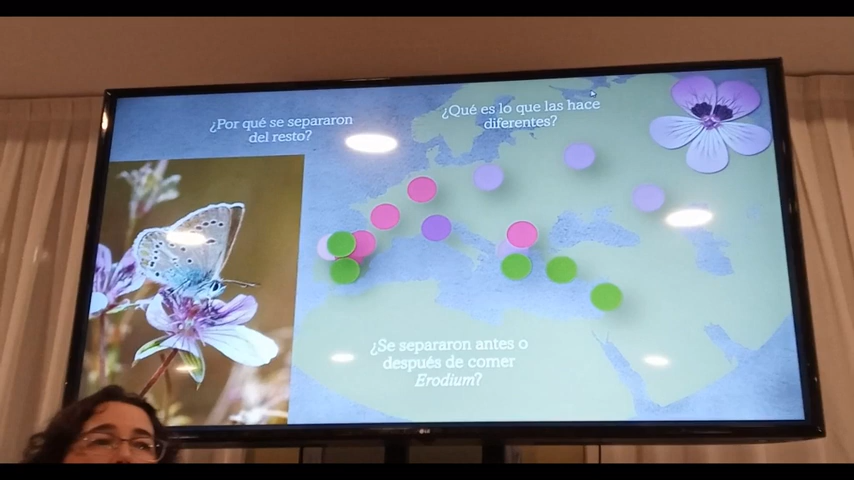 ¿Por qué se separaron
del resto?
¿Qué es lo que las hace
diferentes?
¿Se separaron antes o
después de comer
Erodium?
LG